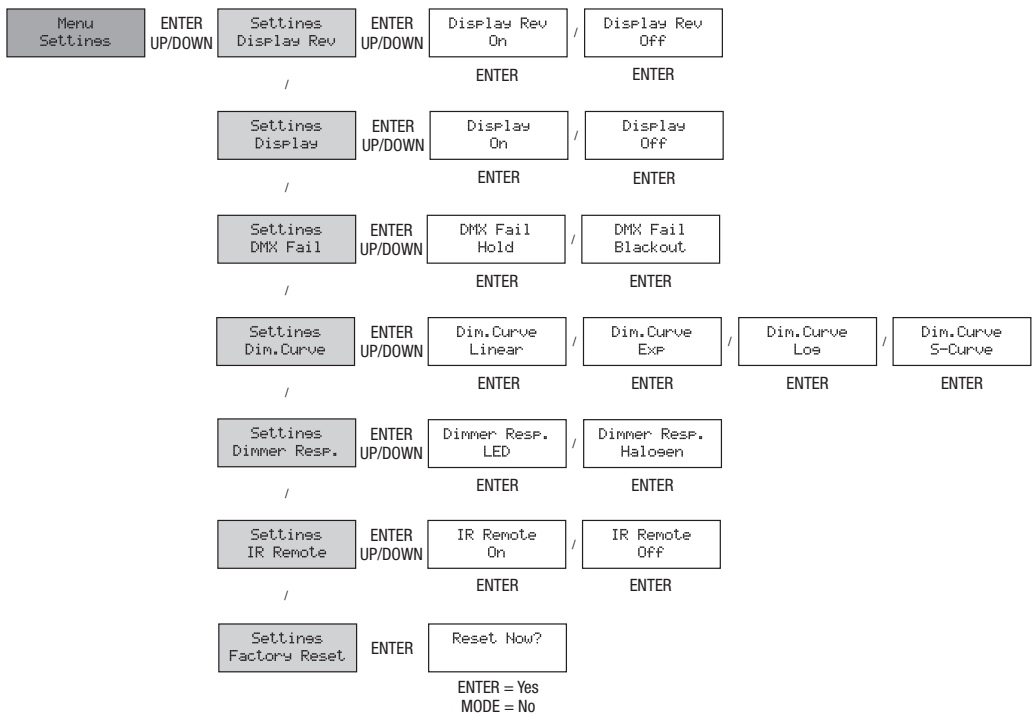 Menu
Settings
ENTER
UP/DOWN
Settings
Display Rev
ENTER
UP/DOWN
Display Rev
On
/
Display Rev
Off
ENTER
ENTER
/
Settings
Display
ENTER
UP/DOWN
Display
On
/
Display
Off
ENTER
ENTER
/
Settings
DMX Fail
ENTER
UP/DOWN
DMX Fail
Hold
/
DMX Fail
Blackout
ENTER
ENTER
/
Settings
Dim.Curve
ENTER
UP/DOWN
Dim.Curve
Linear
/
Dim.Curve
Exp
/
Dim.Curve
Log
/
Dim.Curve
S-Curve
ENTER
ENTER
ENTER
ENTER
/
Settings
Dimmer Resp.
ENTER
UP/DOWN
Dimmer Resp.
LED
/
Dimmer Resp.
Halogen
ENTER
ENTER
/
Settings
IR Remote
ENTER
UP/DOWN
IR Remote
On
/
IR Remote
Off
ENTER
ENTER
/
Settings
Factory Reset
ENTER
Reset Now?
ENTER = Yes
MODE = No